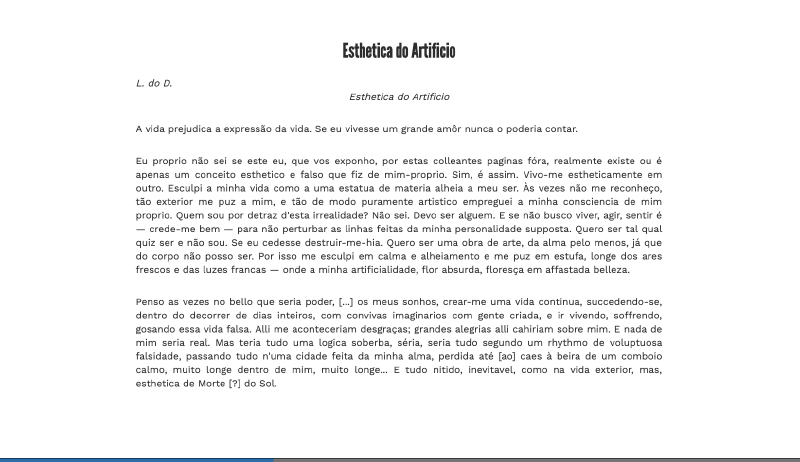 Esthetica do Artificio
L. do D.
Esthetica do Artificio
A vida prejudica a expressão da vida. Se eu vivesse um grande amôr nunca o poderia contar.
Eu proprio não sei se este eu, que vos exponho, por estas colleantes paginas fóra, realmente existe ou é
apenas um conceito esthetico e falso que fiz de mim-proprio. Sim, é assim. Vivo-me estheticamente em
outro. Esculpi a minha vida como a uma estatua de materia alheia a meu ser. Às vezes não me reconheço,
tão exterior me puz a mim, e tão de modo puramente artistico empreguei a minha consciencia de mim
proprio. Quem sou por detraz d'esta irrealidade? Não sei. Devo ser alguem. E se não busco viver, agir, sentir é
— crede-me bem — para não perturbar as linhas feitas da minha personalidade supposta. Quero ser tal qual
quiz ser e não sou. Se eu cedesse destruir-me-hia. Quero ser uma obra de arte, da alma pelo menos, já que
do corpo não posso ser. Por isso me esculpi em calma e alheiamento e me puz em estufa, longe dos ares
frescos e das luzes francas — onde a minha artificialidade, flor absurda, floresça em affastada belleza.
Penso as vezes no bello que seria poder, [...] os meus sonhos, crear-me uma vida continua, succedendo-se,
dentro do decorrer de dias inteiros, com convivas imaginarios com gente criada, e ir vivendo, soffrendo,
gosando essa vida falsa. Alli me aconteceriam desgraças; grandes alegrias alli cahiriam sobre mim. E nada de
mim seria real. Mas teria tudo uma logica soberba, séria, seria tudo segundo um rhythmo de voluptuosa
falsidade, passando tudo n'uma cidade feita da minha alma, perdida até [ao] caes à beira de um comboio
calmo, muito longe dentro de mim, muito longe... E tudo nitido, inevitavel, como na vida exterior, mas,
esthetica de Morte [?] do Sol.